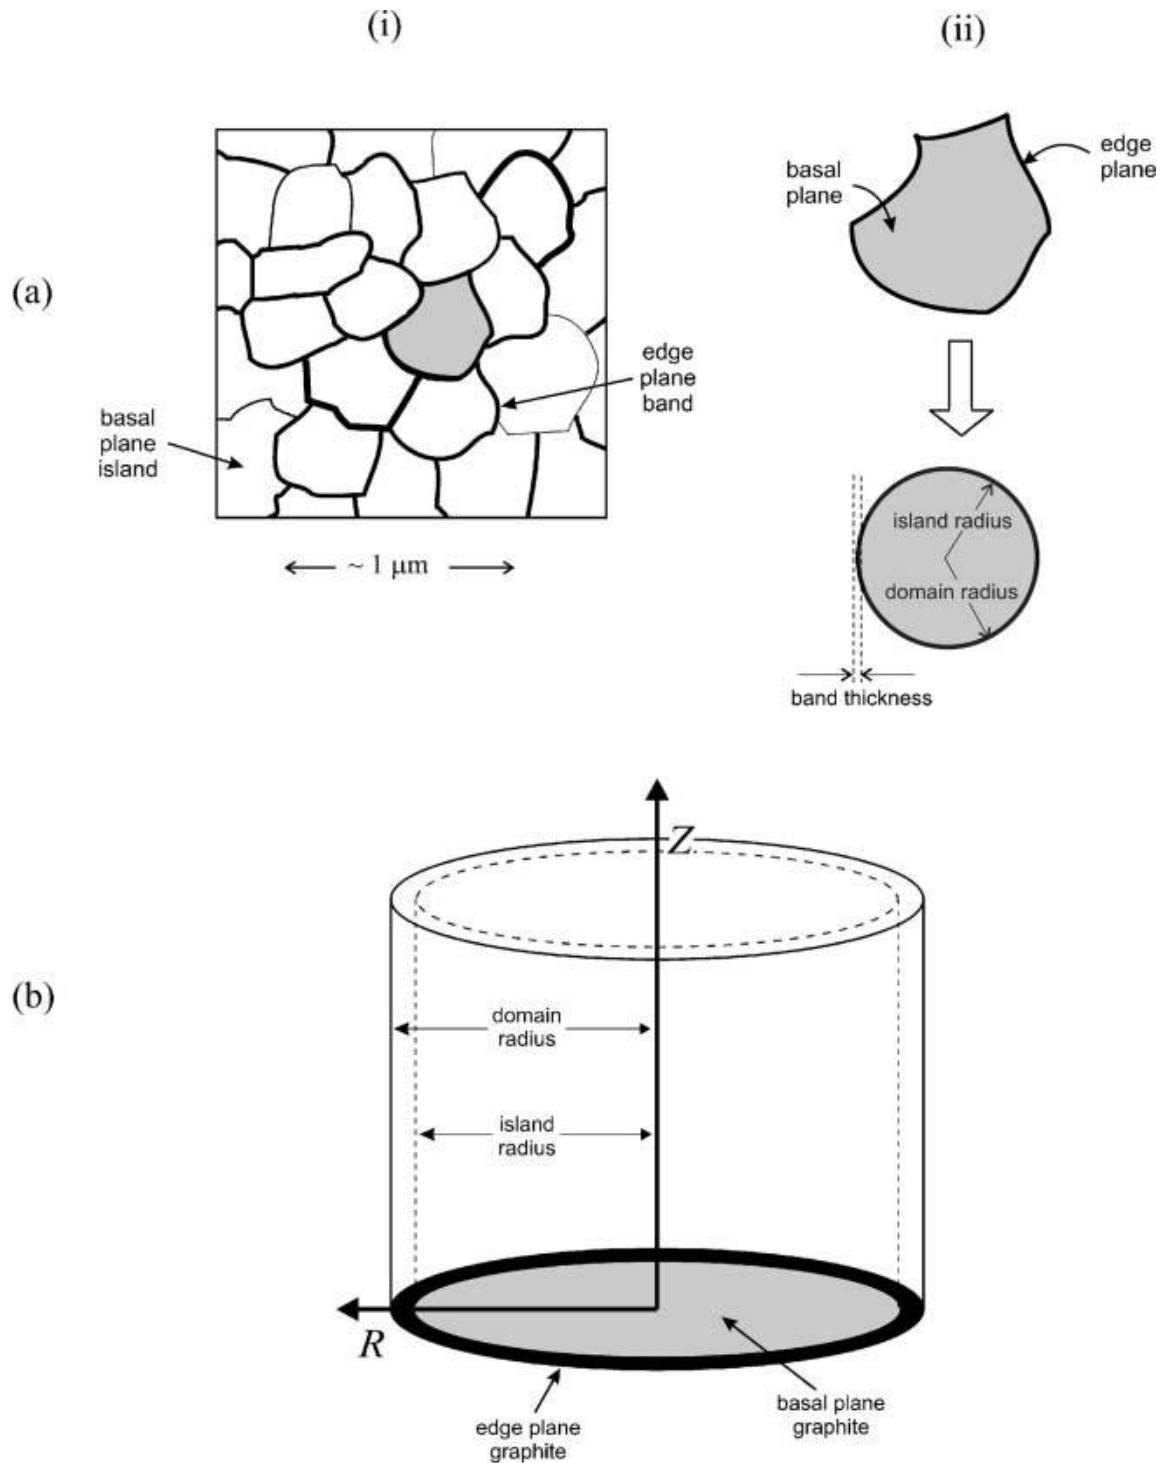 (i)
(ii)
(a)
basal
plane
island
edge
plane
band
~ 1 μm
basal
plane
edge
plane
island radius
domain radius
band thickness
(b)
Z
domain
radius
island
radius
R
edge plane
graphite
basal plane
graphite